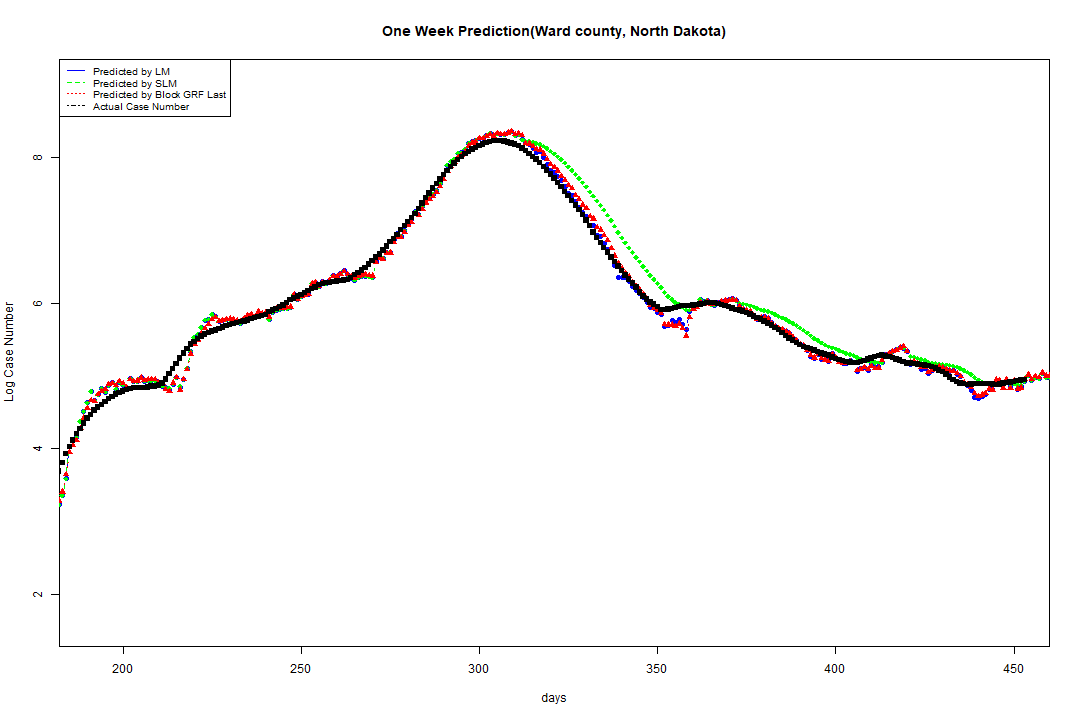 One Week Prediction(Ward county, North Dakota)
Predicted by LM
Predicted by SLM
Predicted by Block GRF Last
Actual Case Number
8
6
4
2
Log Case Number
200 250 300 350 400 450
days